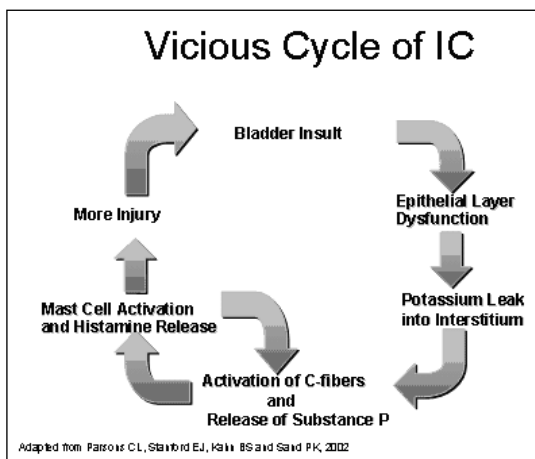 Vicious Cycle of IC
Bladder Insult
Epithelial Layer
Dysfunction
Potassium Leak
into Interstitium
Activation of C-fibers
and
Release of Substance P
Mast Cell Activation
and Histamine Release
More Injury
Adapted from Parsons CL, Stanford EJ, Kahn BS and Sand PK, 2002